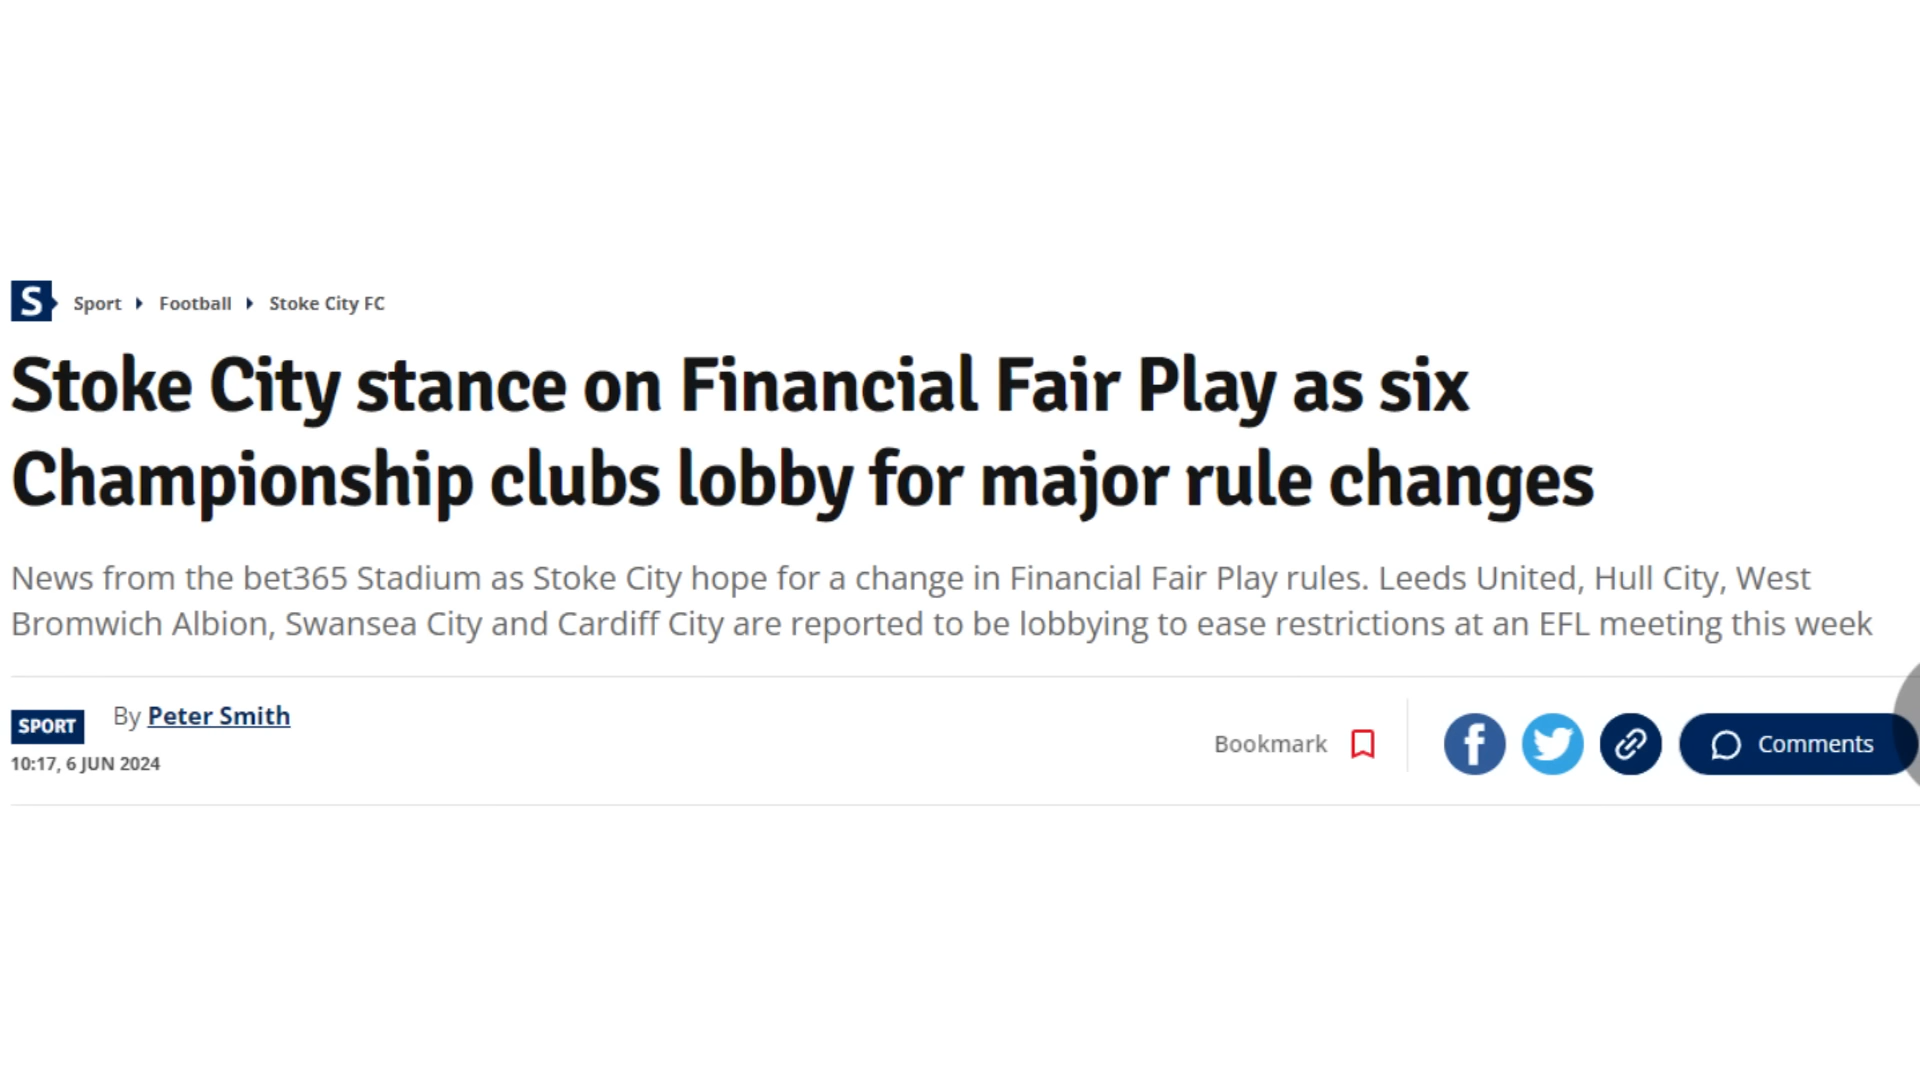 S Sport Football Stoke City FC
Stoke City stance on Financial Fair Play as six
Championship clubs lobby for major rule changes
News from the bet365 Stadium as Stoke City hope for a change in Financial Fair Play rules. Leeds United, Hull City, West
Bromwich Albion, Swansea City and Cardiff City are reported to be lobbying to ease restrictions at an EFL meeting this week
SPORT By Peter Smith
10:17, 6 JUN 2024
Bookmark Comments